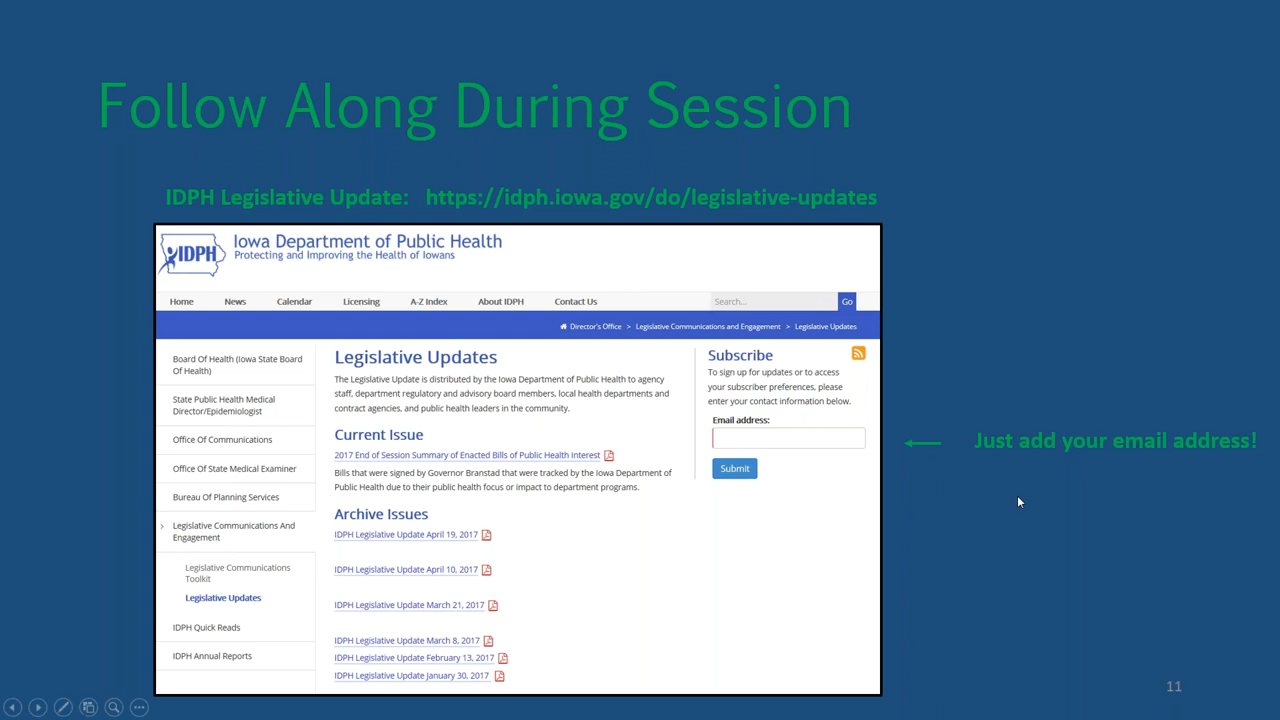 Follow Along During Session
IDPH Legislative Update: https://idph.iowa.gov/do/legislative-updates
IDPH
Iowa Department of Public Health
Protecting and Improving the Health of Iowans
Home News Calendar Licensing A-Z Index About IDPH Contact Us Search... Go
Director's Office > Legislative Communications and Engagement > Legislative Updates
Board Of Health (Iowa State Board
Of Health)
State Public Health Medical
Director/Epidemiologist
Office Of Communications
Office Of State Medical Examiner
Bureau Of Planning Services
Legislative Communications And
Engagement
Legislative Communications
Toolkit
Legislative Updates
IDPH Quick Reads
IDPH Annual Reports
Legislative Updates
The Legislative Update is distributed by the Iowa Department of Public Health to agency
staff, department regulatory and advisory board members, local health departments and
contract agencies, and public health leaders in the community.
Current Issue
2017 End of Session Summary of Enacted Bills of Public Health Interest
Bills that were signed by Governor Branstad that were tracked by the Iowa Department of
Public Health due to their public health focus or impact to department programs.
Archive Issues
IDPH Legislative Update April 19, 2017
IDPH Legislative Update April 10, 2017
IDPH Legislative Update March 21, 2017
IDPH Legislative Update March 8, 2017
IDPH Legislative Update February 13, 2017
IDPH Legislative Update January 30, 2017
Subscribe
To sign up for updates or to access
your subscriber preferences, please
enter your contact information below.
Email address:
Submit
Just add your email address!
11